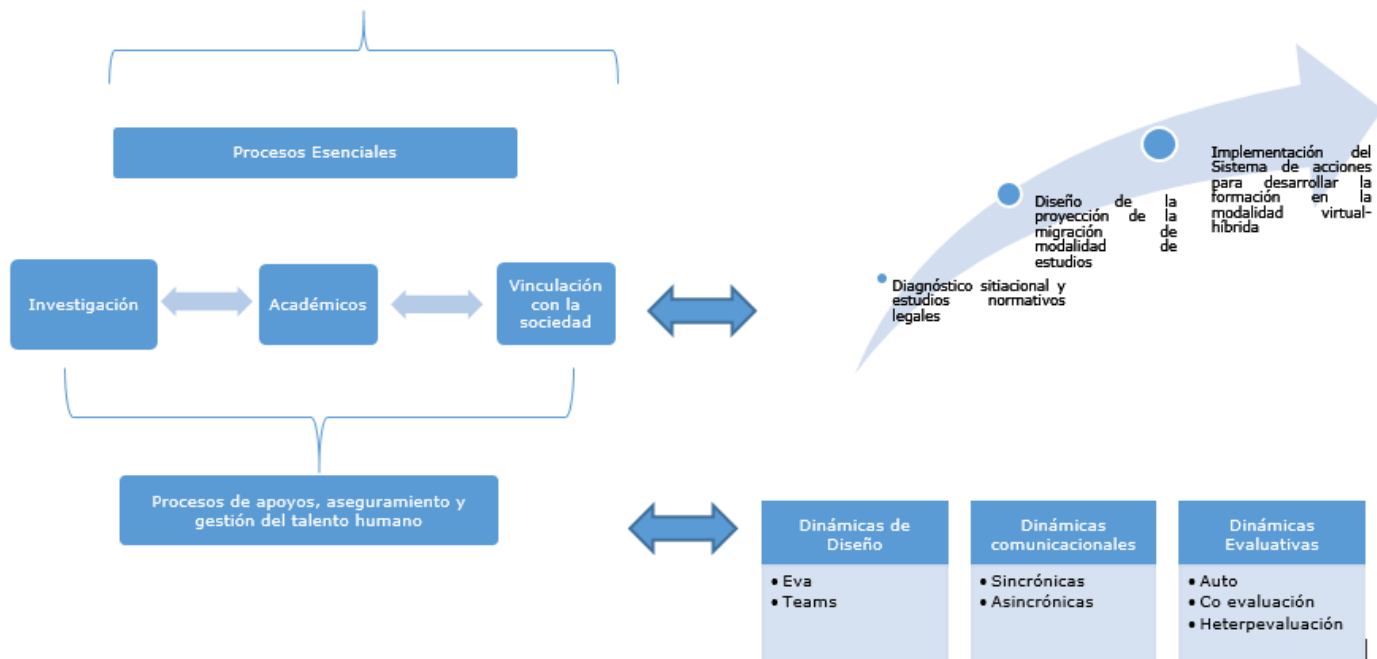 Procesos Esenciales
Investigación
Académicos
Vinculación
con la
sociedad
Diagnóstico sitiacional y
estudios normativos
legales
Diseño de la
proyección de la
migración de
modalidad de
estudios
Implementación del
Sistema de acciones
para desarrollar la
formación en la
modalidad virtual-
híbrida
Procesos de apoyos, aseguramiento y
gestión del talento humano
Dinámicas de
Diseño
• Eva
• Teams
Dinámicas
comunicacionales
• Sincrónicas
• Asincrónicas
Dinámicas
Evaluativas
• Auto
• Co evaluación
• Heterpevaluación